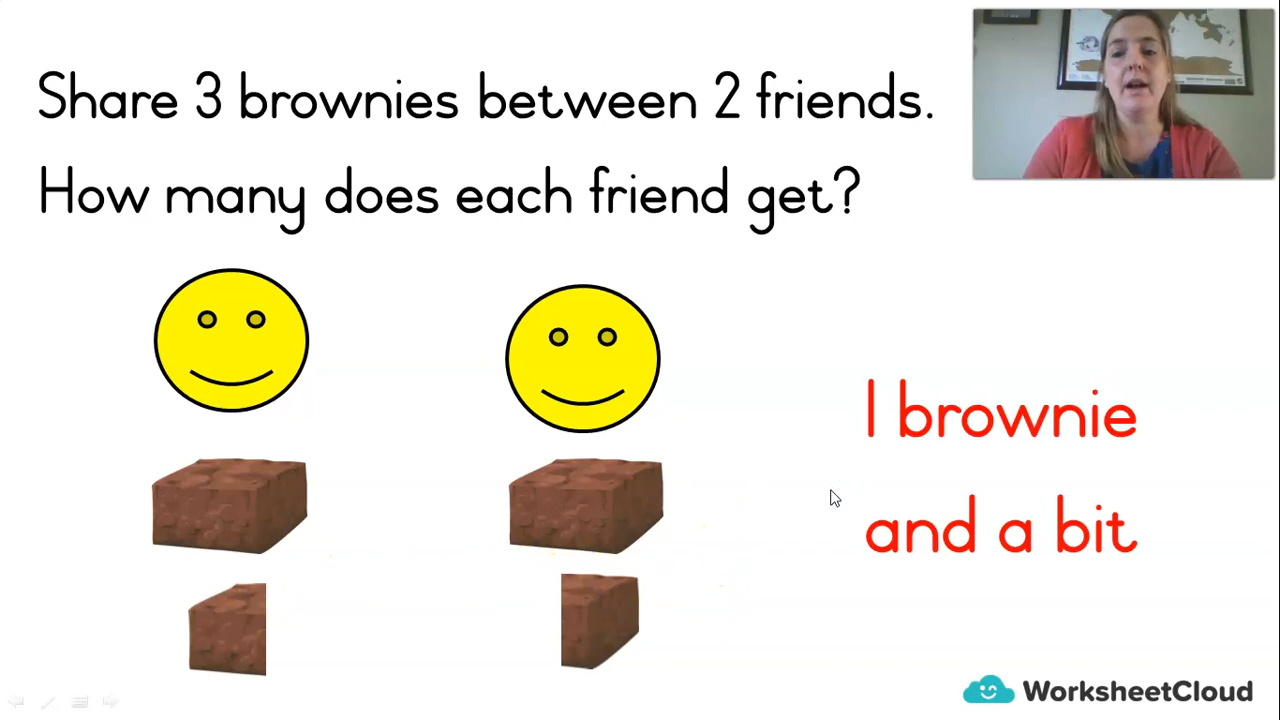 Share 3 brownies between 2 friends.
How many does each friend get?
1 brownie
and a bit
WorksheetCloud